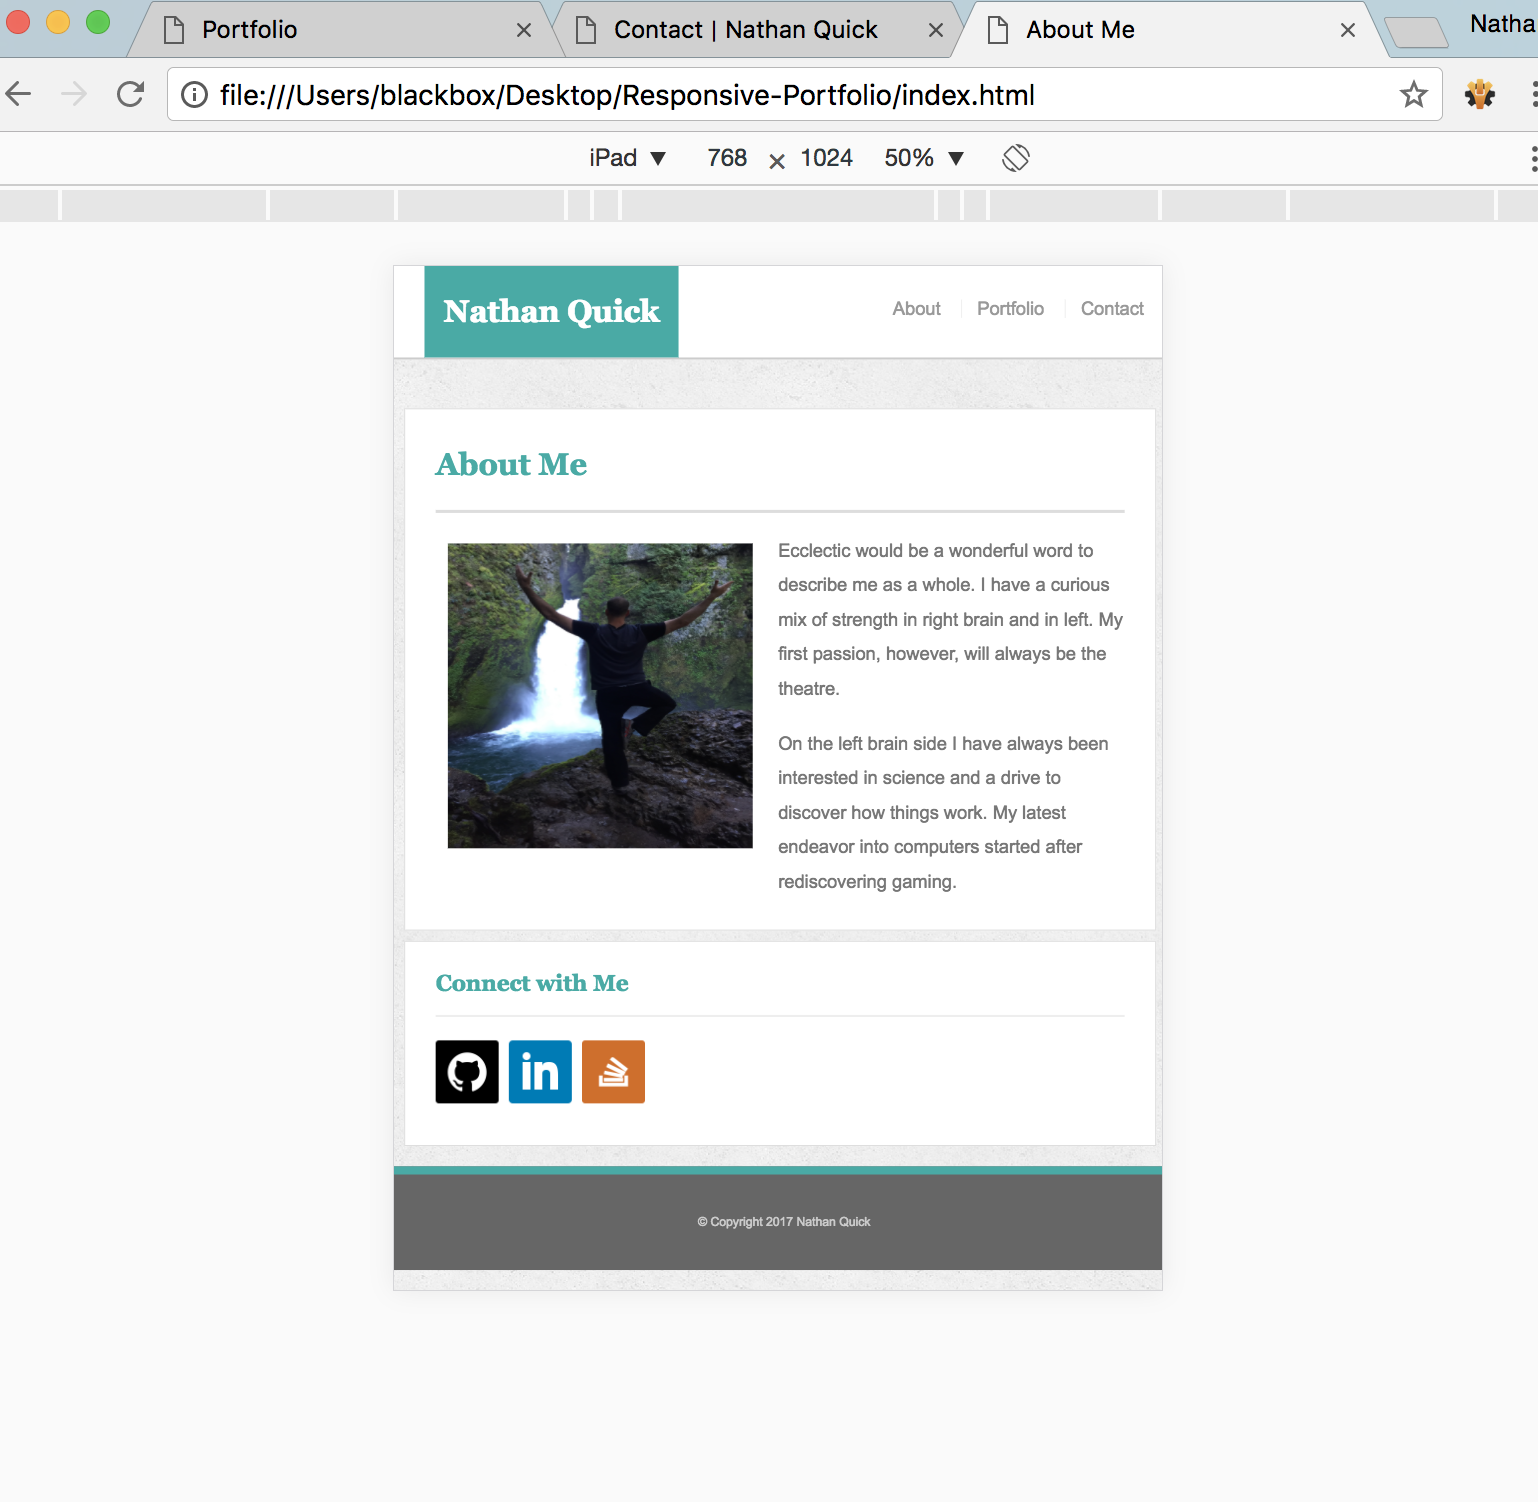 Portfolio
Contact | Nathan Quick
About Me
Natha
file:///Users/blackbox/Desktop/Responsive-Portfolio/index.html
iPad ▼ 768 × 1024 50% ▼
Nathan Quick
About
Portfolio
Contact
About Me
Ecclectic would be a wonderful word to
describe me as a whole. I have a curious
mix of strength in right brain and in left. My
first passion, however, will always be the
theatre.
On the left brain side I have always been
interested in science and a drive to
discover how things work. My latest
endeavor into computers started after
rediscovering gaming.
Connect with Me
in
© Copyright 2017 Nathan Quick